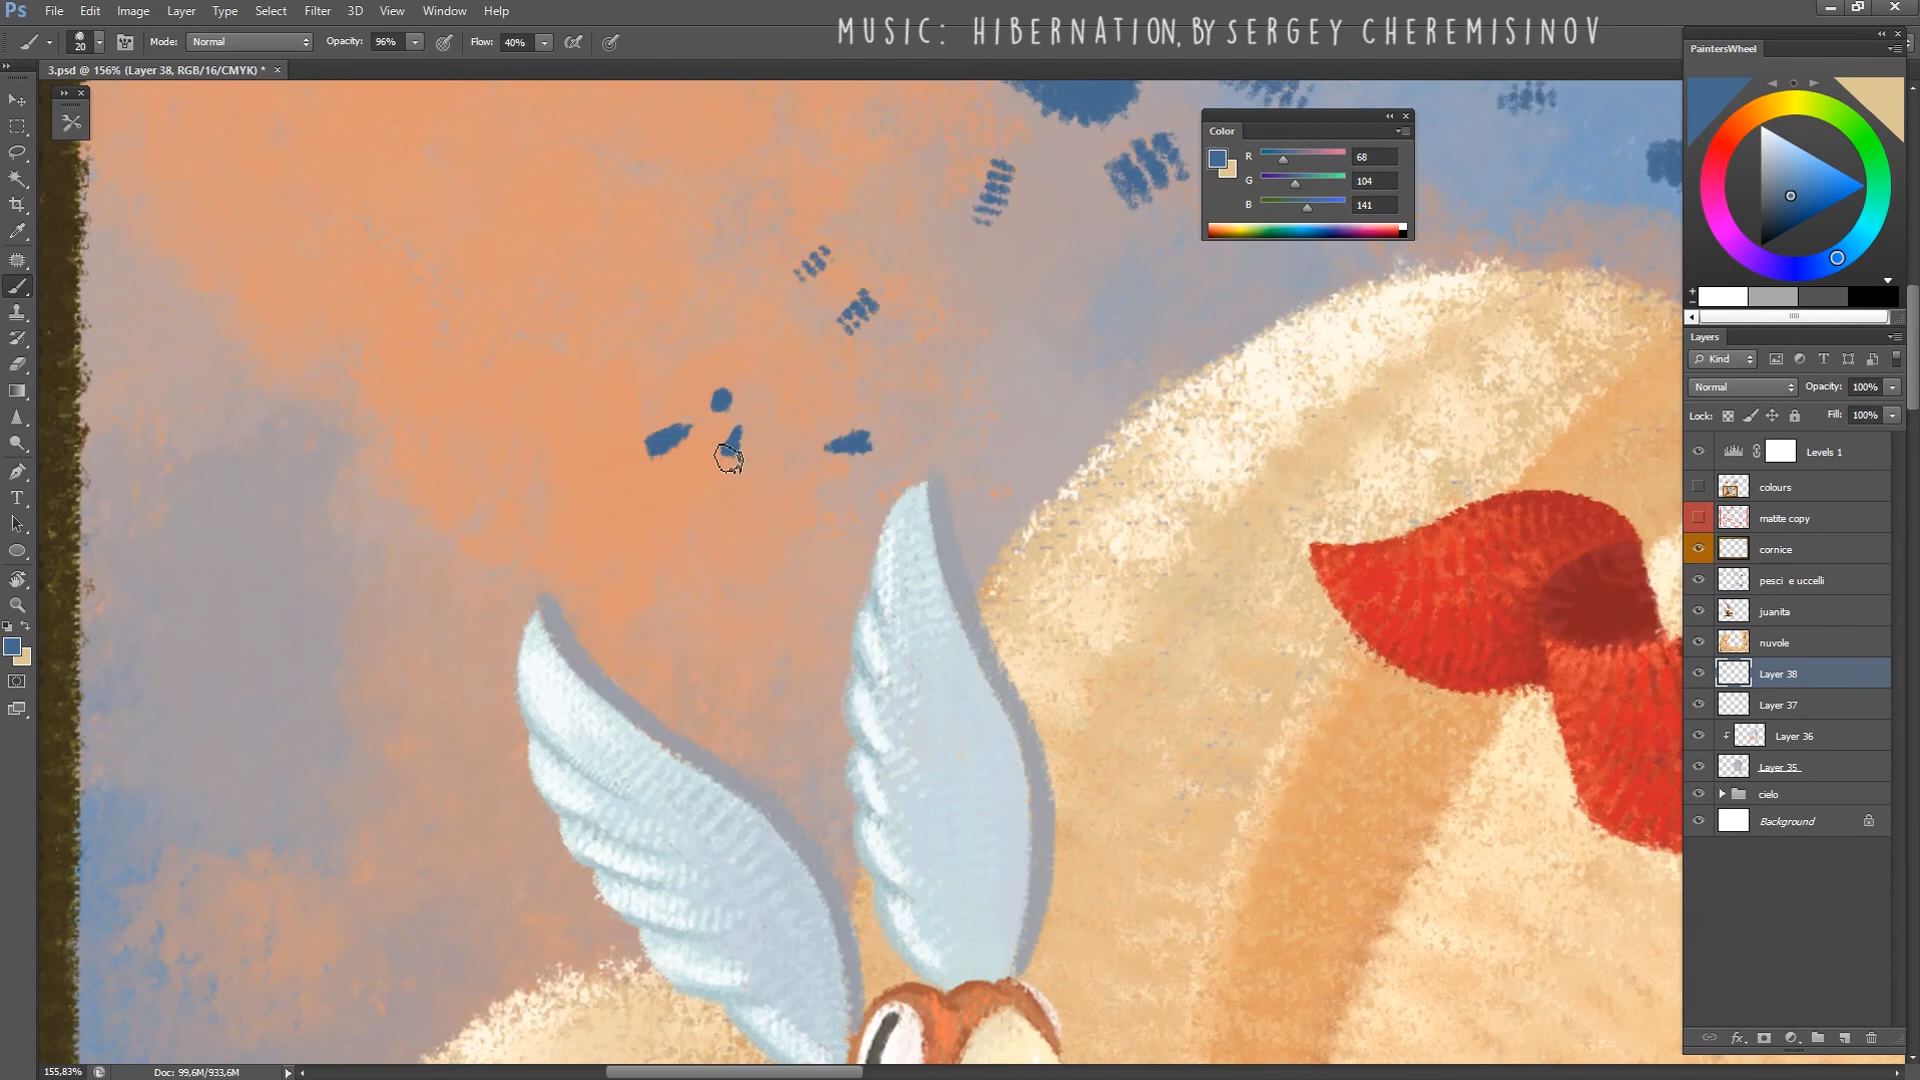 Ps File Edit Image Layer Type Select Filter 3D View Window Help
MUSIC: HIBERNATION, BY SERGEY CHEREMISINOV
20 Mode: Normal Opacity: 96% Flow: 40%
3.psd @ 156% (Layer 38, RGB/16/CMYK) * ×
PaintersWheel
Color
R 68
G 104
B 141
Layers
Kind
Normal Opacity: 100%
Lock: Fill: 100%
Levels 1
colours
matite copy
cornice
pesci e uccelli
juanita
nuvole
Layer 38
Layer 37
Layer 36
Layer 35
cielo
Background
155,83% Doc: 99,6M/933,6M